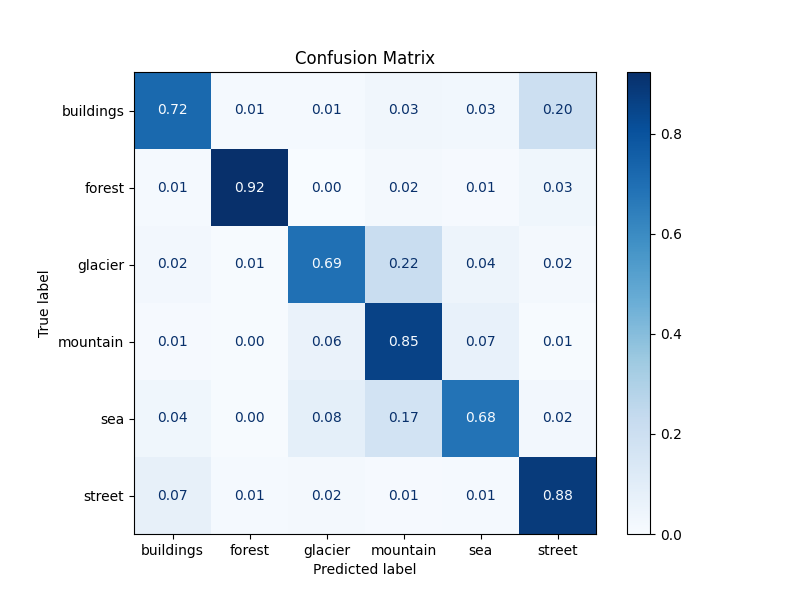 Confusion Matrix
buildings 0.72 0.01 0.01 0.03 0.03 0.20
forest 0.01 0.92 0.00 0.02 0.01 0.03
glacier 0.02 0.01 0.69 0.22 0.04 0.02
mountain 0.01 0.00 0.06 0.85 0.07 0.01
sea 0.04 0.00 0.08 0.17 0.68 0.02
street 0.07 0.01 0.02 0.01 0.01 0.88
buildings forest glacier mountain sea street
Predicted label
True label
0.8
0.6
0.4
0.2
0.0